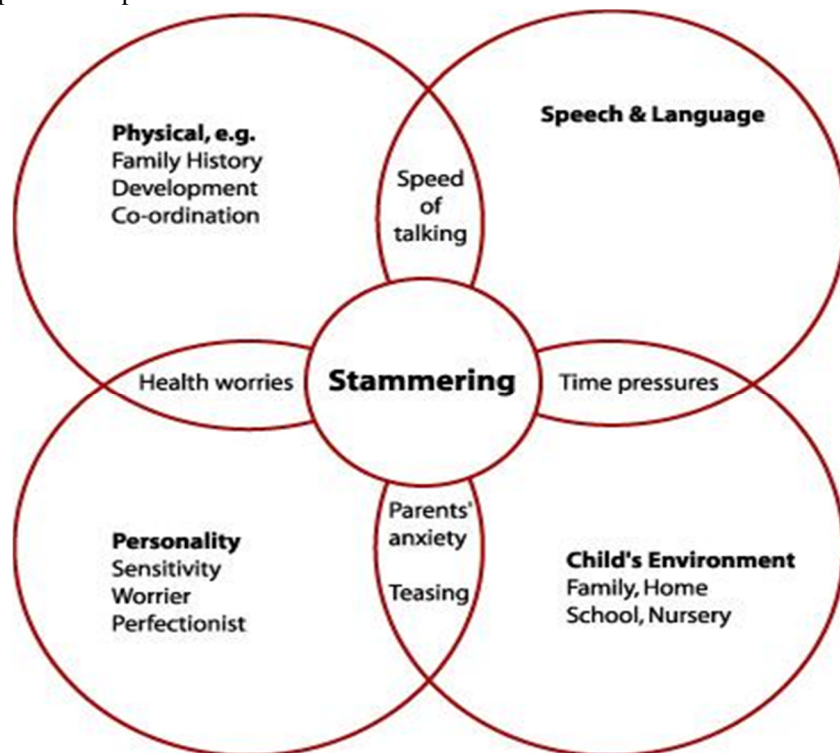 Physical, e.g.
Family History
Development
Co-ordination
Speed
of
talking
Speech & Language
Health worries
Stammering
Time pressures
Personality
Sensitivity
Worrier
Perfectionist
Parents'
anxiety
Teasing
Child's Environment
Family, Home
School, Nursery